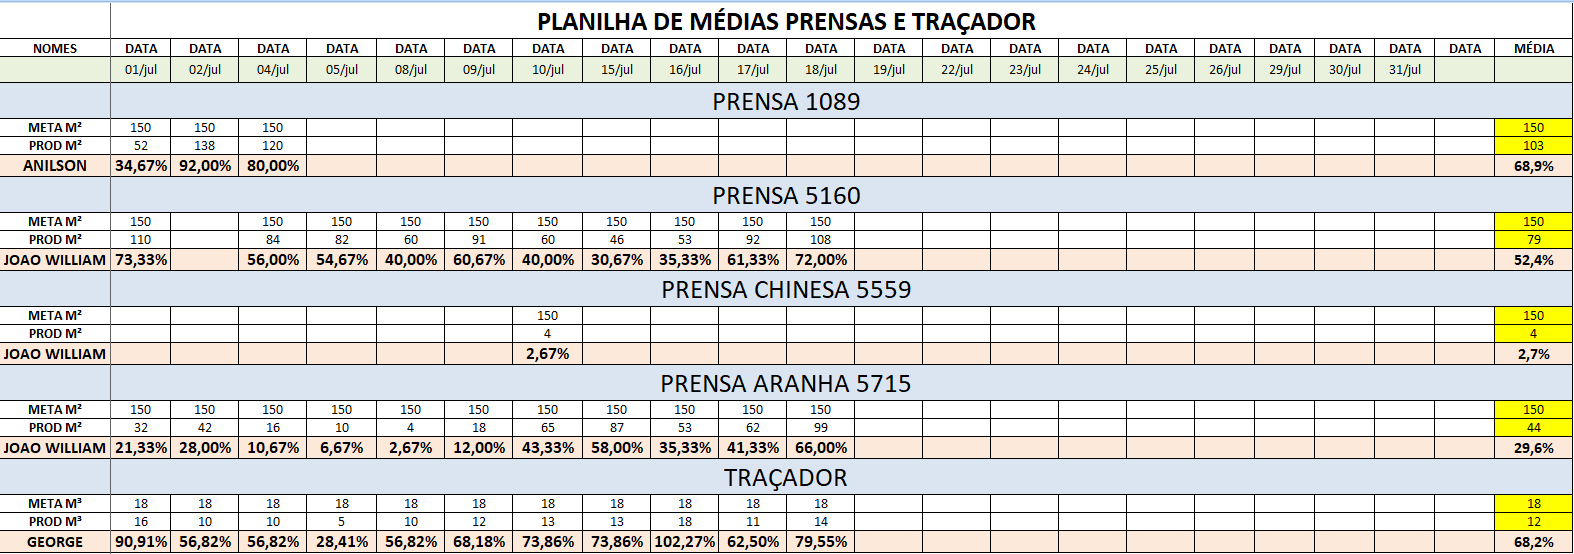 PLANILHA DE MÉDIAS PRENSAS E TRAÇADOR
NOMES DATA DATA DATA DATA DATA DATA DATA DATA DATA DATA DATA DATA DATA DATA DATA DATA DATA DATA DATA DATA DATA MÉDIA
01/jul 02/jul 04/jul 05/jul 08/jul 09/jul 10/jul 15/jul 16/jul 17/jul 18/jul 19/jul 22/jul 23/jul 24/jul 25/jul 26/jul 29/jul 30/jul 31/jul
PRENSA 1089
META M² 150 150 150 150
PROD M² 52 138 120 103
ANILSON 34,67% 92,00% 80,00% 68,9%
PRENSA 5160
META M² 150 150 150 150 150 150 150 150 150 150 150
PROD M² 110 84 82 60 91 60 46 53 92 108 79
JOAO WILLIAM 73,33% 56,00% 54,67% 40,00% 60,67% 40,00% 30,67% 35,33% 61,33% 72,00% 52,4%
PRENSA CHINESA 5559
META M² 150 150
PROD M² 4 4
JOAO WILLIAM 2,67% 2,7%
PRENSA ARANHA 5715
META M² 150 150 150 150 150 150 150 150 150 150 150 150
PROD M² 32 42 16 10 4 18 65 87 53 62 99 44
JOAO WILLIAM 21,33% 28,00% 10,67% 6,67% 2,67% 12,00% 43,33% 58,00% 35,33% 41,33% 66,00% 29,6%
TRAÇADOR
META M³ 18 18 18 18 18 18 18 18 18 18 18 18
PROD M³ 16 10 10 5 10 12 13 13 18 11 14 12
GEORGE 90,91% 56,82% 56,82% 28,41% 56,82% 68,18% 73,86% 73,86% 102,27% 62,50% 79,55% 68,2%